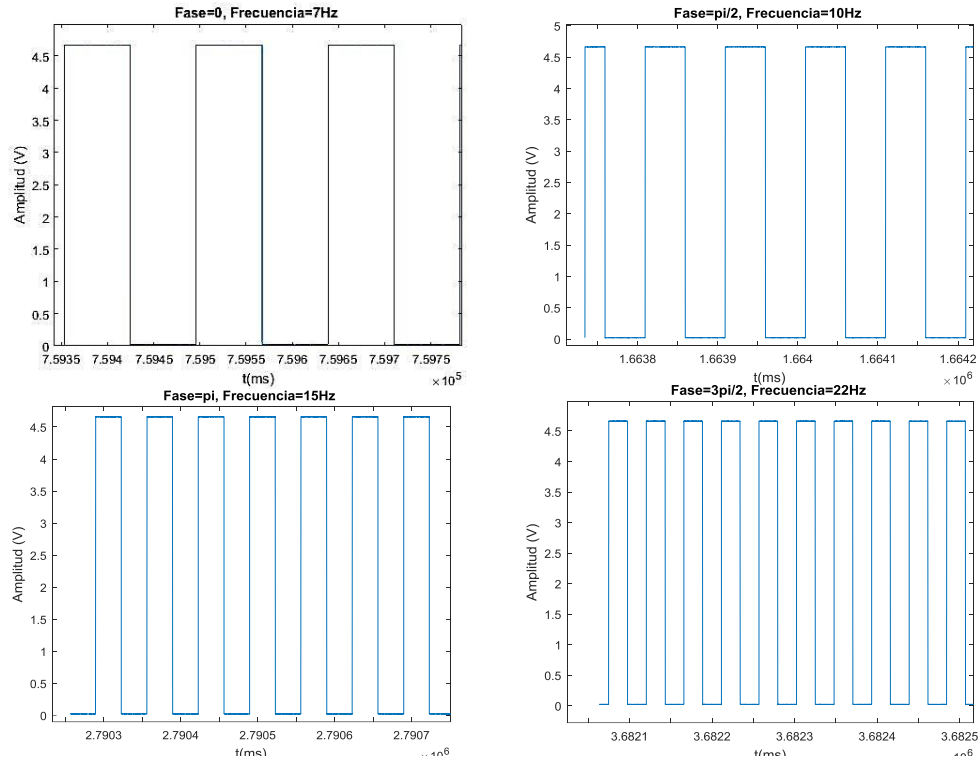 Fase=0, Frecuencia=7Hz
Amplitud (V)
4.5
4
3.5
3
2.5
2
1.5
1
0.5
0
7.5935 7.594 7.5945 7.595 7.5955 7.596 7.5965 7.597 7.5975
t(ms)
×10^5
Fase=pi/2, Frecuencia=10Hz
Amplitud (V)
5
4.5
4
3.5
3
2.5
2
1.5
1
0.5
0
1.6638 1.6639 1.664 1.6641 1.6642
t(ms)
×10^6
Fase=pi, Frecuencia=15Hz
Amplitud (V)
4.5
4
3.5
3
2.5
2
1.5
1
0.5
0
2.7903 2.7904 2.7905 2.7906 2.7907
t(ms)
×10^6
Fase=3pi/2, Frecuencia=22Hz
Amplitud (V)
4.5
4
3.5
3
2.5
2
1.5
1
0.5
0
3.6821 3.6822 3.6823 3.6824 3.6825
t(ms)
×10^6